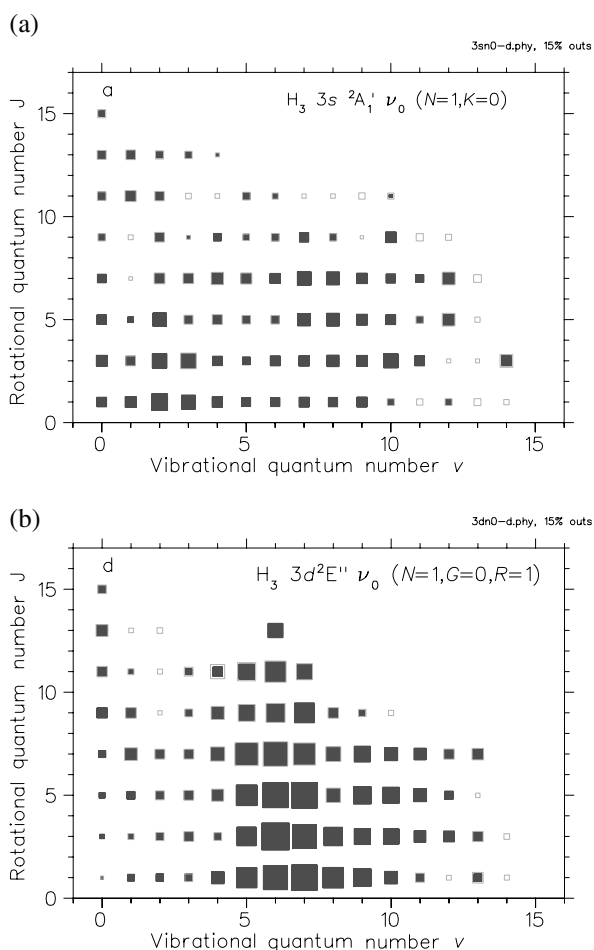 (a)
3sn0-d.phy, 15% outs
a
H₃ 3s ²A₁' ν₀ (N=1,K=0)
Rotational quantum number J
15
10
5
0
0 5 10 15
Vibrational quantum number v
(b)
3dn0-d.phy, 15% outs
d
H₃ 3d²E'' ν₀ (N=1,G=0,R=1)
Rotational quantum number J
15
10
5
0
0 5 10 15
Vibrational quantum number v